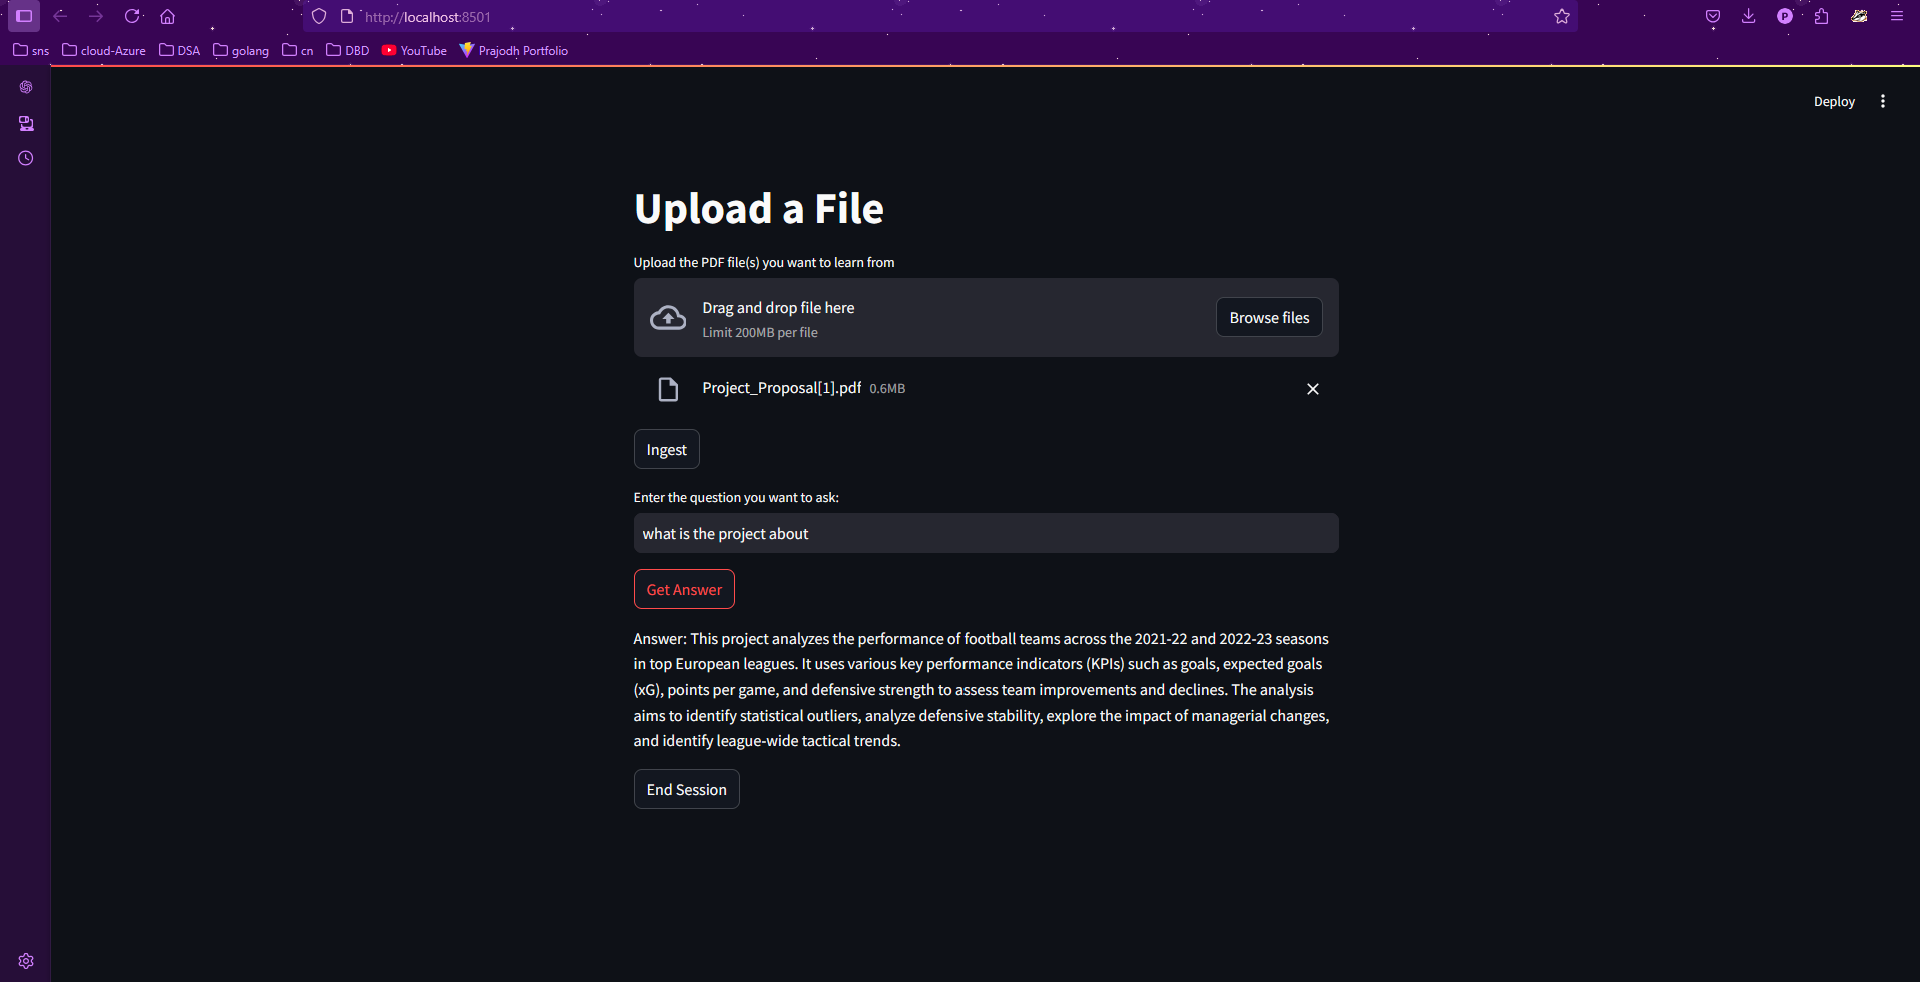 http://localhost:8501
sns cloud-Azure DSA golang cn DBD YouTube Prajodh Portfolio
Deploy
Upload a File
Upload the PDF file(s) you want to learn from
Drag and drop file here
Limit 200MB per file
Browse files
Project_Proposal[1].pdf 0.6MB
Ingest
Enter the question you want to ask:
what is the project about
Get Answer
Answer: This project analyzes the performance of football teams across the 2021-22 and 2022-23 seasons
in top European leagues. It uses various key performance indicators (KPIs) such as goals, expected goals
(xG), points per game, and defensive strength to assess team improvements and declines. The analysis
aims to identify statistical outliers, analyze defensive stability, explore the impact of managerial changes,
and identify league-wide tactical trends.
End Session
P